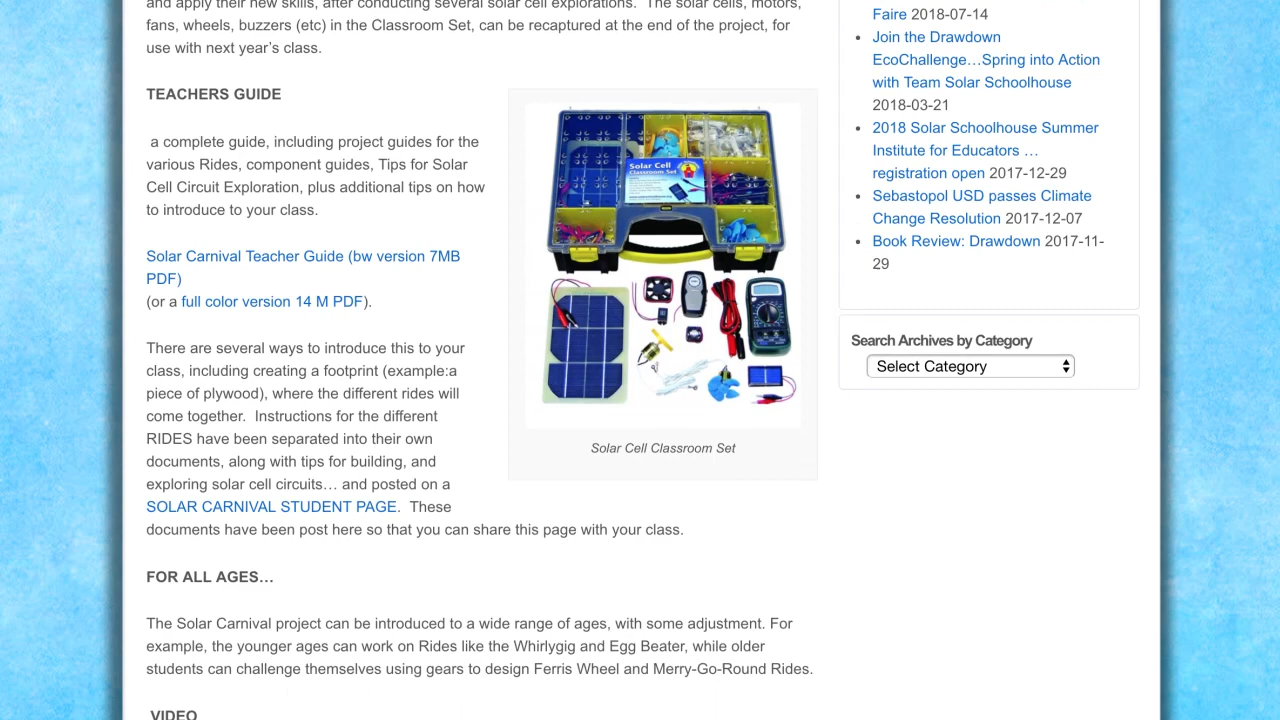 and apply their new skills, after conducting several solar cell explorations.  The solar cells, motors,
fans, wheels, buzzers (etc) in the Classroom Set, can be recaptured at the end of the project, for
use with next year's class.
TEACHERS GUIDE
a complete guide, including project guides for the
various Rides, component guides, Tips for Solar
Cell Circuit Exploration, plus additional tips on how
to introduce to your class.
Solar Carnival Teacher Guide (bw version 7MB
PDF)
(or a full color version 14 M PDF).
There are several ways to introduce this to your
class, including creating a footprint (example:a
piece of plywood), where the different rides will
come together.  Instructions for the different
RIDES have been separated into their own
documents, along with tips for building, and
exploring solar cell circuits… and posted on a
SOLAR CARNIVAL STUDENT PAGE.  These
documents have been post here so that you can share this page with your class.
Solar Cell
Classroom Set
Solar Cell Classroom Set
FOR ALL AGES…
The Solar Carnival project can be introduced to a wide range of ages, with some adjustment. For
example, the younger ages can work on Rides like the Whirlygig and Egg Beater, while older
students can challenge themselves using gears to design Ferris Wheel and Merry-Go-Round Rides.
VIDEO
Faire 2018-07-14
Join the Drawdown
EcoChallenge…Spring into Action
with Team Solar Schoolhouse
2018-03-21
2018 Solar Schoolhouse Summer
Institute for Educators …
registration open 2017-12-29
Sebastopol USD passes Climate
Change Resolution 2017-12-07
Book Review: Drawdown 2017-11-
29
Search Archives by Category
Select Category